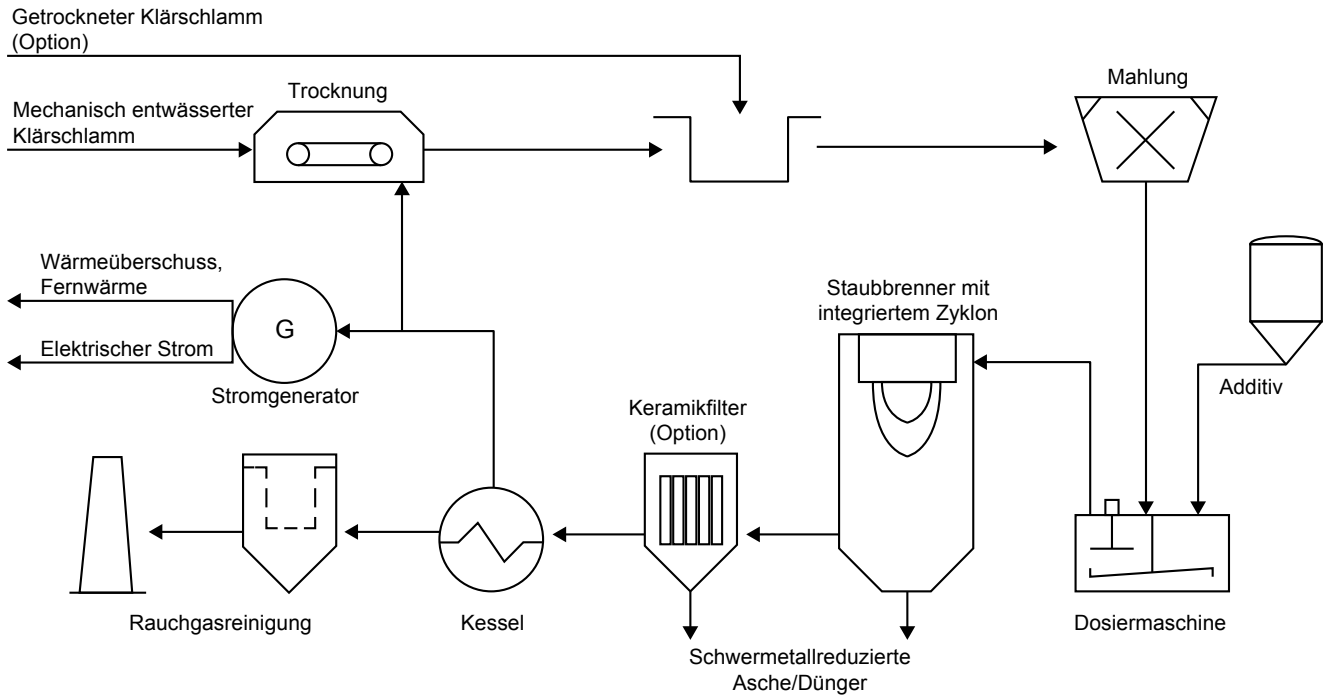 Getrockneter Klärschlamm
(Option)
Mechanisch entwässerter
Klärschlamm
Trocknung
Mahlung
Wärmeüberschuss,
Fernwärme
G
Elektrischer Strom
Stromgenerator
Staubbrenner mit
integriertem Zyklon
Additiv
Keramikfilter
(Option)
Rauchgasreinigung
Kessel
Dosiermaschine
Schwermetallreduzierte
Asche/Dünger